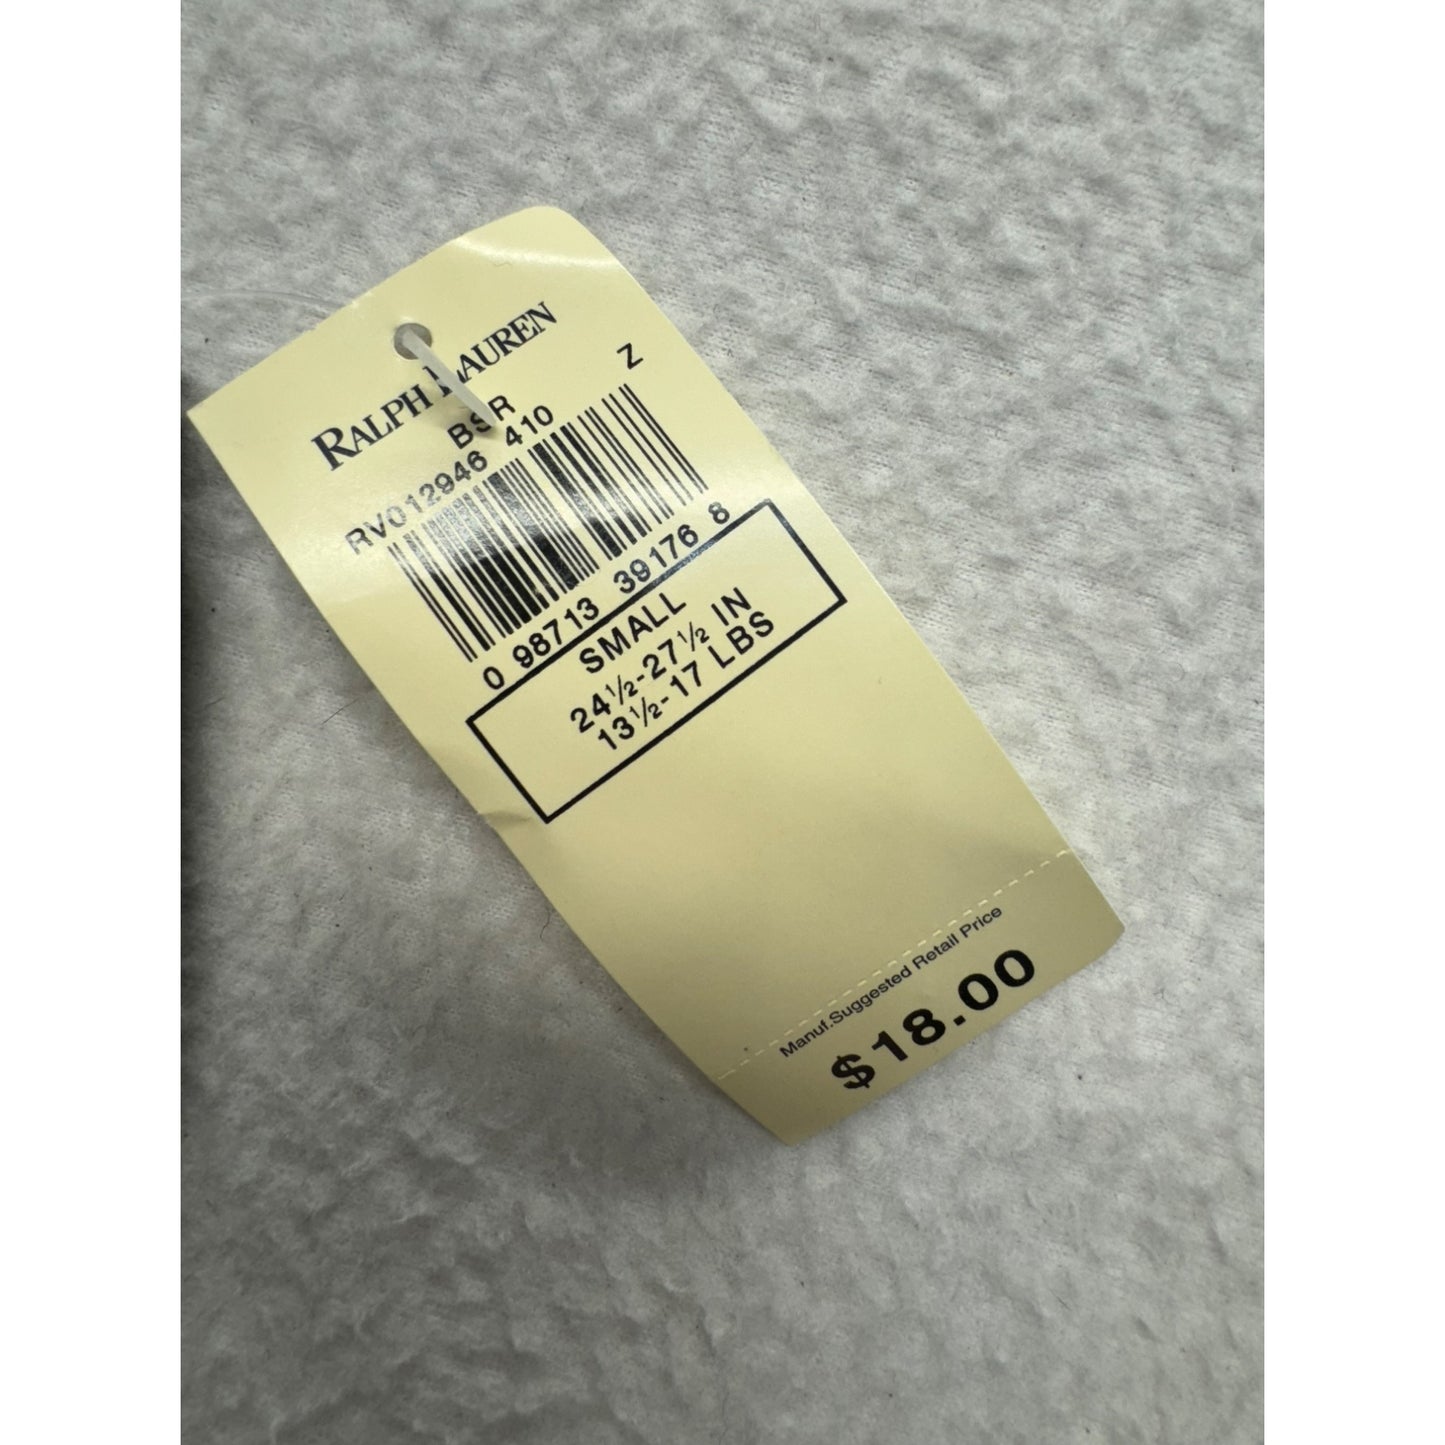 RALPH LAUREN
BSR Z
RV012946 410
0 98713 39176 8
SMALL
24½-27½ IN
13½-17 LBS
Manuf.Suggested Retail Price
$18.00